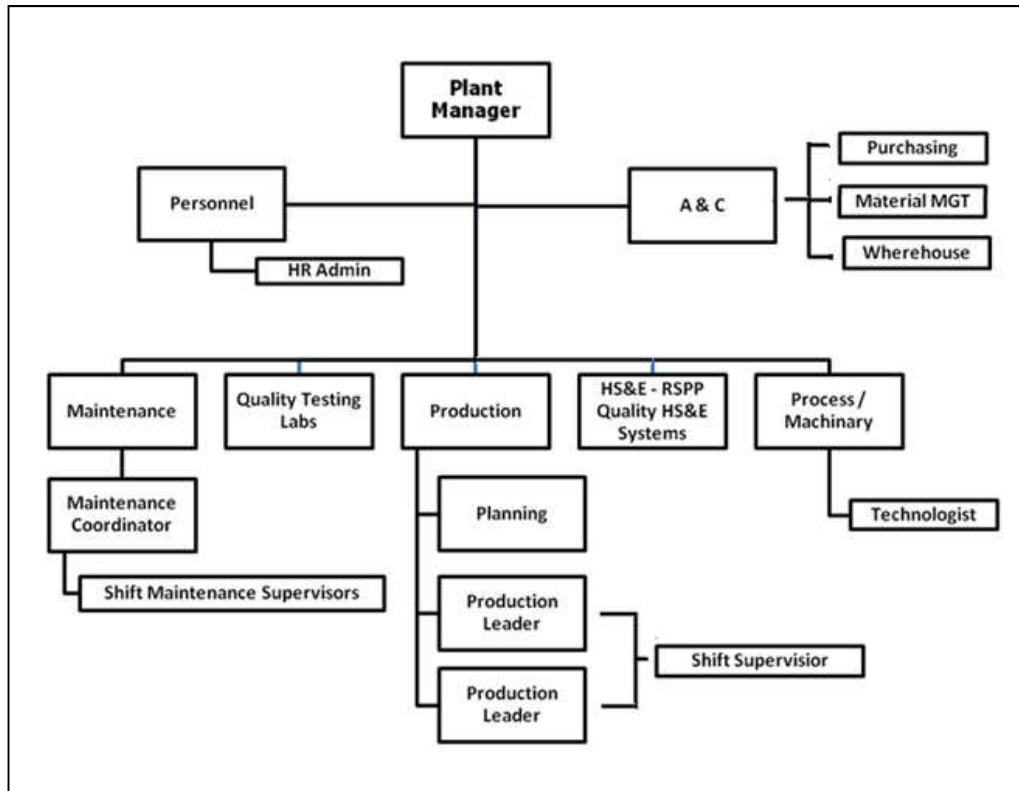 Plant
Manager
Personnel
A & C
Purchasing
Material MGT
Wherehouse
HR Admin
Maintenance
Quality Testing
Labs
Production
HS&E - RSPP
Quality HS&E
Systems
Process /
Machinary
Maintenance
Coordinator
Planning
Technologist
Shift Maintenance Supervisors
Production
Leader
Shift Supervisior
Production
Leader